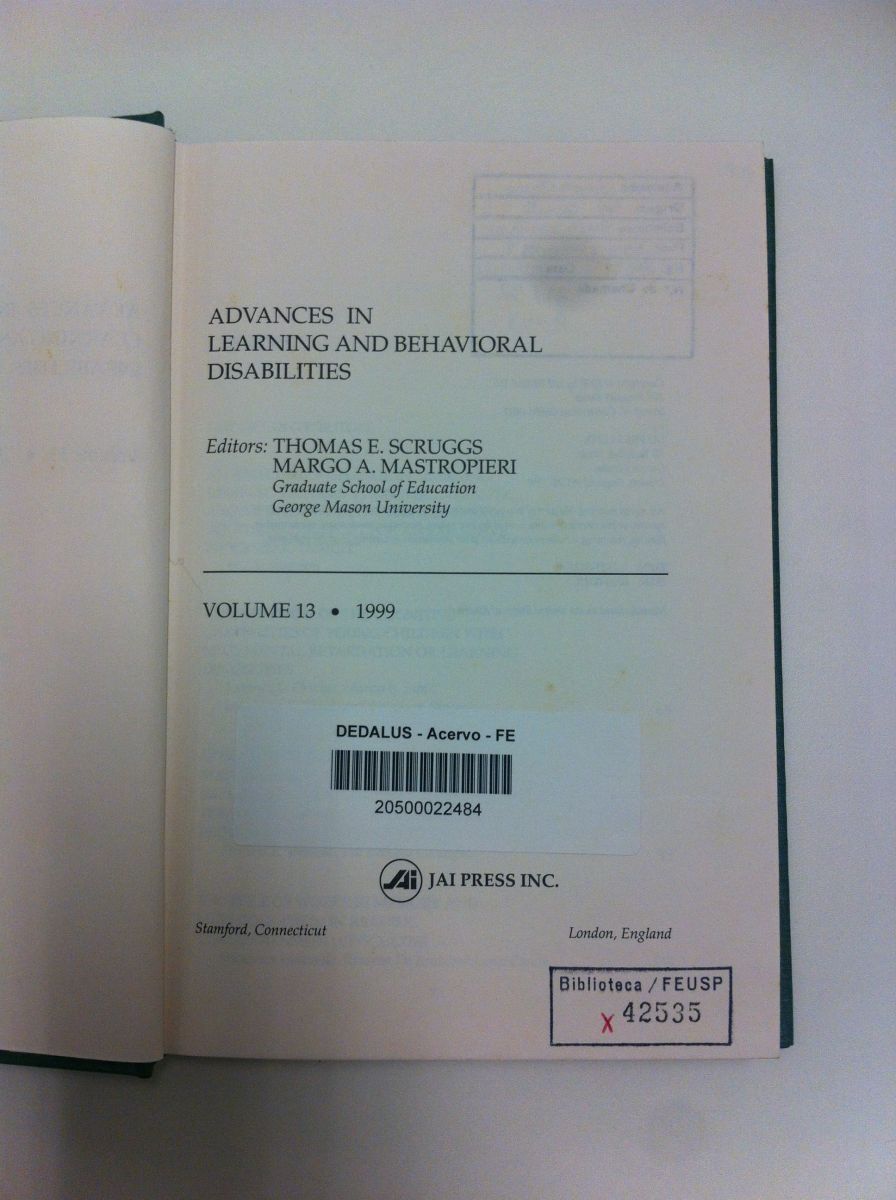 ADVANCES IN
LEARNING AND BEHAVIORAL
DISABILITIES
Editors: THOMAS E. SCRUGGS
MARGO A. MASTROPIERI
Graduate School of Education
George Mason University
VOLUME 13 • 1999
DEDALUS - Acervo - FE
20500022484
JAI PRESS INC.
Stamford, Connecticut
London, England
Biblioteca / FEUSP
X 42535